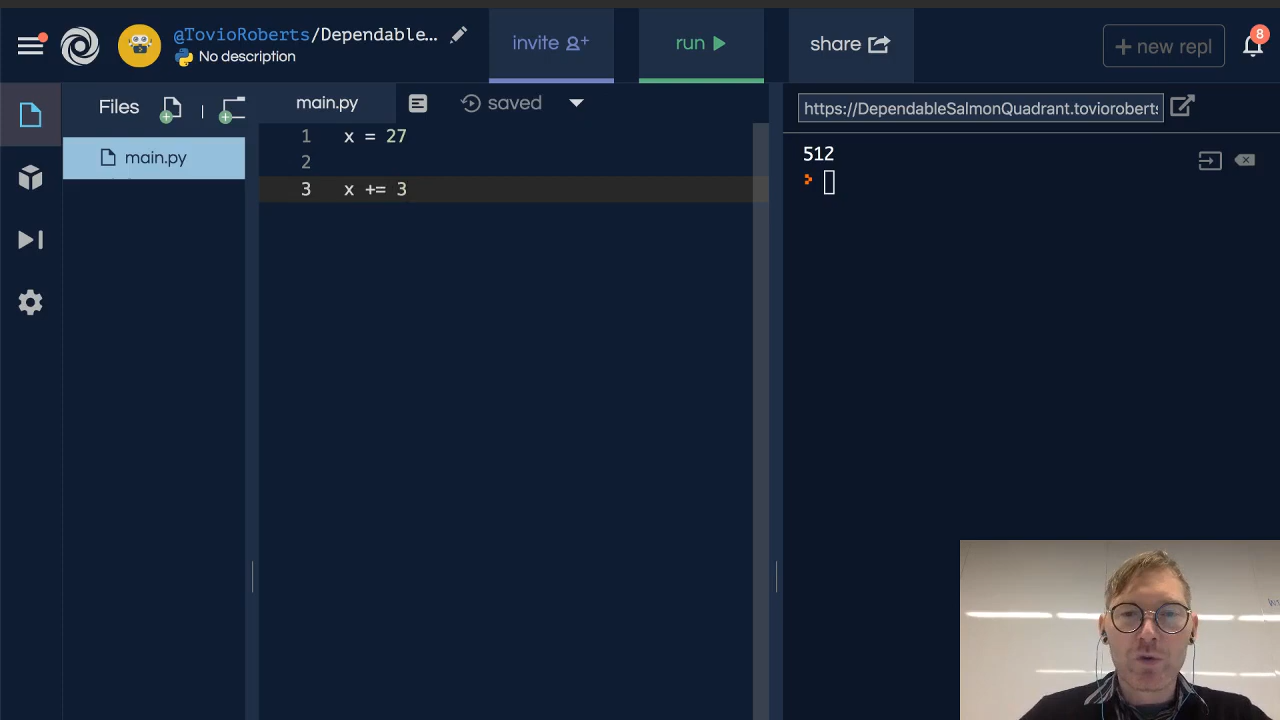 @TovioRoberts/Dependable...
No description
invite
run
share
+ new repl
8
Files
main.py
saved
https://DependableSalmonQuadrant.tovioroberts
main.py
1 x = 27
2
3 x += 3
512